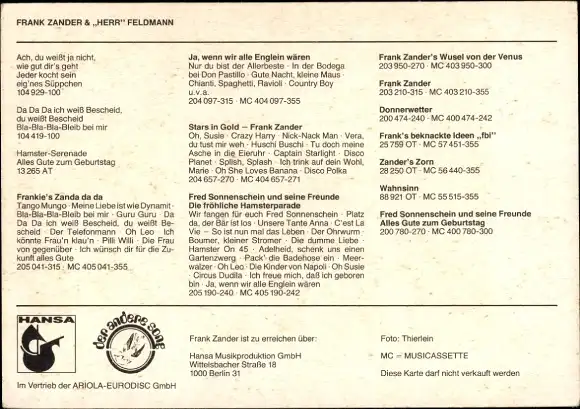 FRANK ZANDER & „HERR” FELDMANN
Ach, du weißt ja nicht,
wie gut dir's geht
Jeder kocht sein
eig'nes Süppchen
104 929-100
Da Da Da ich weiß Bescheid,
du weißt Bescheid
Bla-Bla-Bla-Bleib bei mir
104 419-100
Hamster-Serenade
Alles Gute zum Geburtstag
13 265 AT
Frankie's Zanda da da
Tango Mungo · Meine Liebe ist wie Dynamit ·
Bla-Bla-Bla-Bleib bei mir · Guru Guru · Da
Da Da ich weiß Bescheid, du weißt Be-
scheid · Der Telefonmann · Oh Leo · Ich
könnte Frau'n klau'n · Pilli Willi · Die Frau
von gegenüber · Ich wünsch dir für die Zu-
kunft alles Gute
205 041-315 · MC 405 041-355
Ja, wenn wir alle Englein wären
Nur du bist der Allerbeste · In der Bodega
bei Don Pastillo · Gute Nacht, kleine Maus ·
Chianti, Spaghetti, Ravioli · Country Boy
u.v.a.
204 097-315 · MC 404 097-355
Stars in Gold – Frank Zander
Oh, Susie · Crazy Harry · Nick-Nack Man · Vera,
du tust mir weh · Huschi Buschi · Tu doch meine
Asche in die Eieruhr · Captain Starlight · Disco
Planet · Splish, Splash · Ich trink auf dein Wohl,
Marie · Oh She Loves Banana · Disco Polka
204 657-270 · MC 404 657-271
Fred Sonnenschein und seine Freunde
Die fröhliche Hamsterparade
Wir fangen für euch Fred Sonnenschein · Platz
da, der Bär ist los · Unsere Tante Anna · C'est La
Vie – So ist nun mal das Leben · Der Ohrwurm ·
Boumer, kleiner Stromer · Die dumme Liebe ·
Hamster On 45 · Adelheid, schenk uns einen
Gartenzwerg · Pack' die Badehose ein · Meer-
walzer · Oh Leo · Die Kinder von Napoli · Oh Susie
· Circus Dudila · Ich freue mich, daß ich geboren
bin · Ja, wenn wir alle Englein wären
205 190-240 · MC 405 190-242
Frank Zander's Wusel von der Venus
203 950-270 · MC 403 950-300
Frank Zander
203 210-315 · MC 403 210-355
Donnerwetter
200 474-240 · MC 400 474-242
Frank's beknackte Ideen „fbi”
25 759 OT · MC 57 451-355
Zander's Zorn
28 250 OT · MC 56 440-355
Wahnsinn
88 921 OT · MC 55 515-355
Fred Sonnenschein und seine Freunde
Alles Gute zum Geburtstag
200 780-270 · MC 400 780-300
HANSA
der andere song
Im Vertrieb der ARIOLA-EURODISC GmbH
Frank Zander ist zu erreichen über:
Hansa Musikproduktion GmbH
Wittelsbacher Straße 18
1000 Berlin 31
Foto: Thierlein
MC = MUSICASSETTE
Diese Karte darf nicht verkauft werden